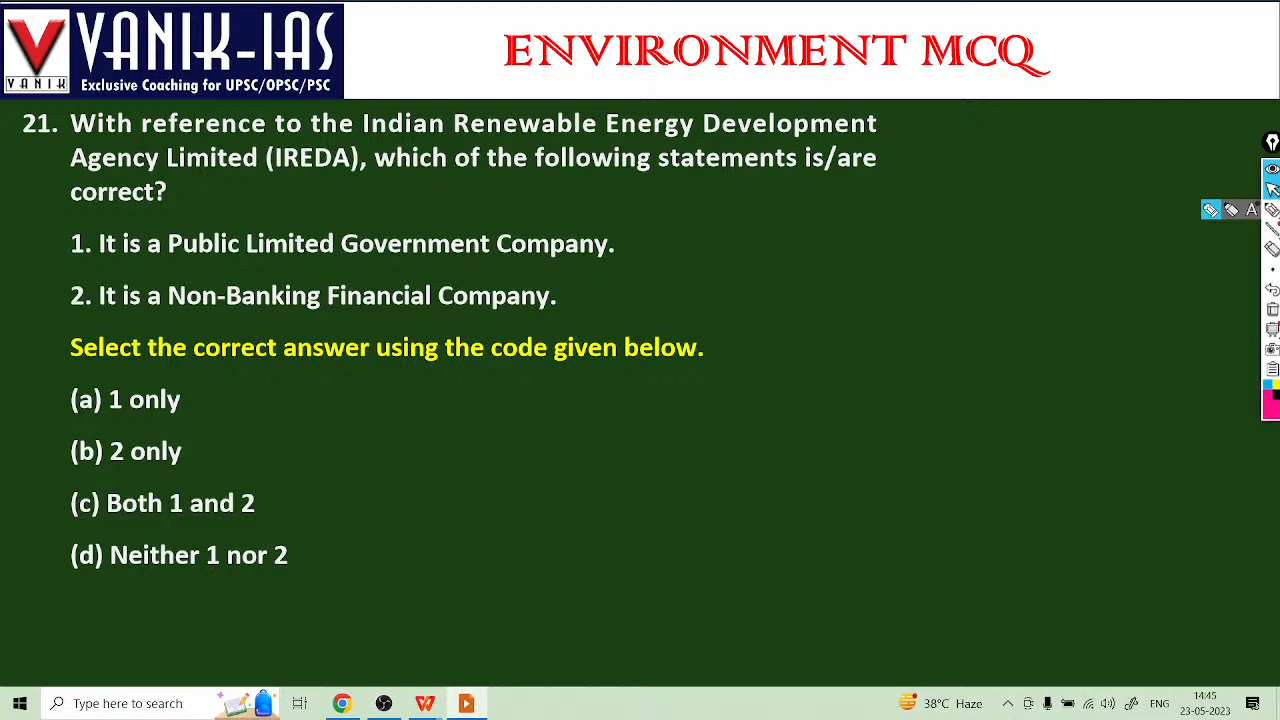 VANIK-IAS
VANIK
Exclusive Coaching for UPSC/OPSC/PSC
ENVIRONMENT MCQ
21. With reference to the Indian Renewable Energy Development
Agency Limited (IREDA), which of the following statements is/are
correct?
1. It is a Public Limited Government Company.
2. It is a Non-Banking Financial Company.
Select the correct answer using the code given below.
(a) 1 only
(b) 2 only
(c) Both 1 and 2
(d) Neither 1 nor 2
A
Type here to search
38°C Haze
ENG
14:45
23-05-2023